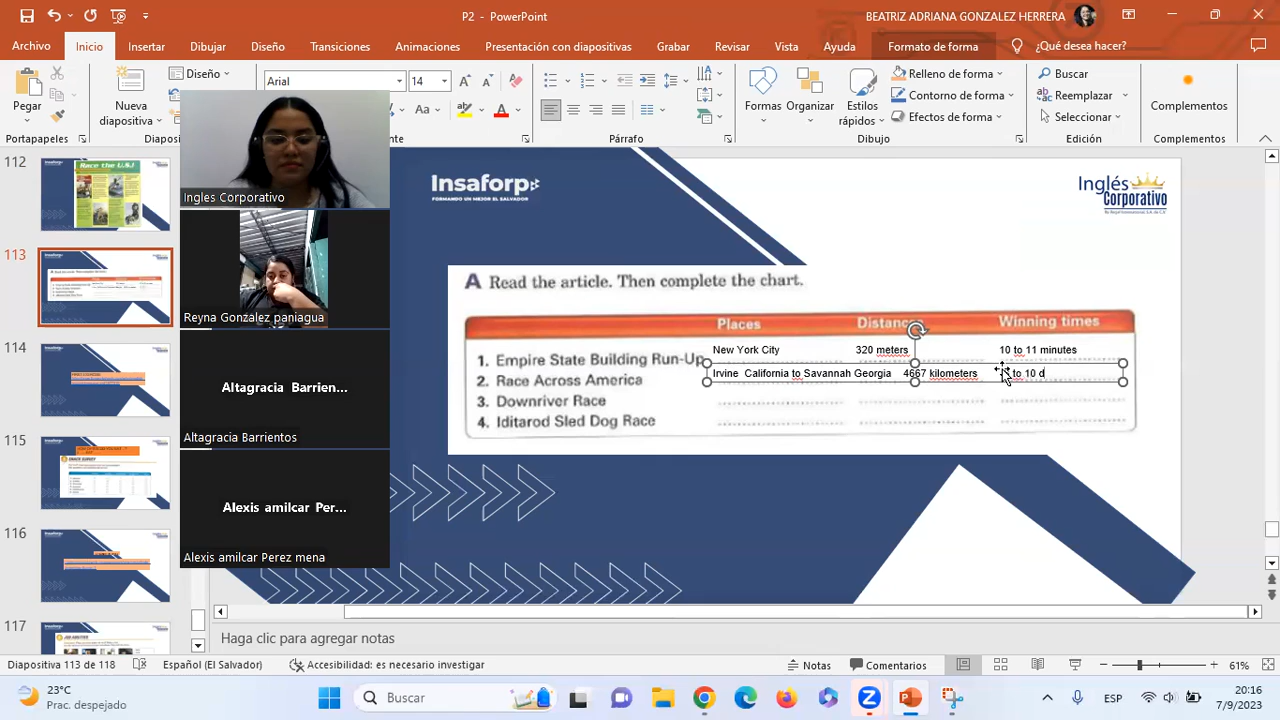 P2 - PowerPoint
BEATRIZ ADRIANA GONZALEZ HERRERA
Archivo Inicio Insertar Dibujar Diseño Transiciones Animaciones Presentación con diapositivas Grabar Revisar Vista Ayuda Formato de forma ¿Qué desea hacer?
Pegar
Portapapeles
Nueva
diapositiva
Diseño
Arial 14
Aa
Párrafo
Formas
Organizar
Estilos
rápidos
Relleno de forma
Contorno de forma
Efectos de forma
Dibujo
Buscar
Reemplazar
Seleccionar
Edición
Complementos
Complementos
112
Race the U.S.!
113
114
115
116
117
Inglés Corporativo
Reyna González paniagua
Altagracia Barrien...
Altagracia Barrientos
Alexis amilcar Per...
Alexis amilcar Perez mena
Insaforp
FORMANDO UN MEJOR EL SALVADOR
Inglés
Corporativo
A Read the article. Then complete the chart.
Places Winning times
1. Empire State Building Run-Up New York City 320 meters 10 to 11 minutes
2. Race Across America Irvine California to Georgia 4667 kilometers to 10 d
3. Downriver Race
4. Iditarod Sled Dog Race
Haga clic para agregar notas
Diapositiva 113 de 118 Español (El Salvador) Accesibilidad: es necesario investigar Notas Comentarios 61%
23°C
Prac. despejado
Buscar
ESP
20:16
7/9/2023